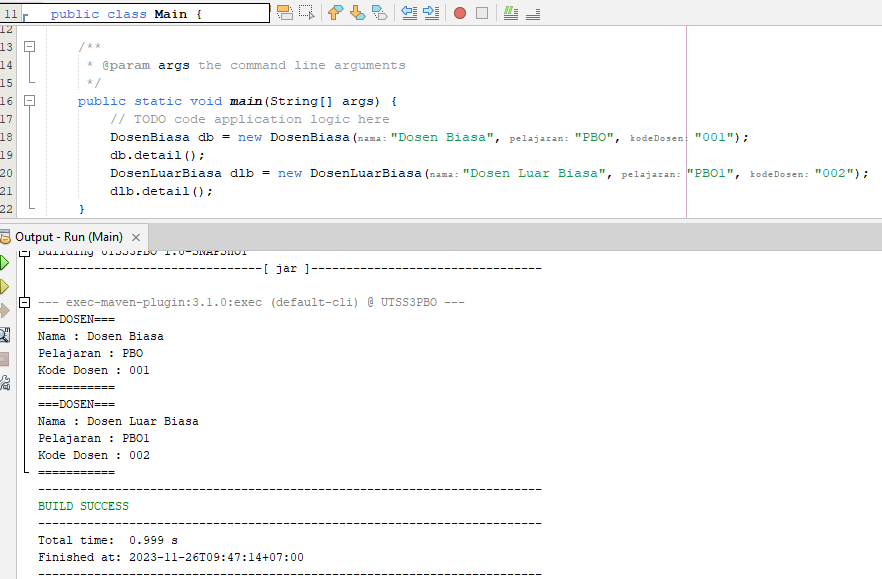 11 public class Main {
12
13 /**
14 * @param args the command line arguments
15 */
16 public static void main(String[] args) {
17 // TODO code application logic here
18 DosenBiasa db = new DosenBiasa(nama: "Dosen Biasa", pelajaran: "PBO", kodeDosen: "001");
19 db.detail();
20 DosenLuarBiasa dlb = new DosenLuarBiasa(nama: "Dosen Luar Biasa", pelajaran: "PBO1", kodeDosen: "002");
21 dlb.detail();
22 }
Output - Run (Main) ×
Building UTSS3PBO 1.0-SNAPSHOT
--------------------------------[ jar ]---------------------------------
--- exec-maven-plugin:3.1.0:exec (default-cli) @ UTSS3PBO ---
===DOSEN===
Nama : Dosen Biasa
Pelajaran : PBO
Kode Dosen : 001
===========
===DOSEN===
Nama : Dosen Luar Biasa
Pelajaran : PBO1
Kode Dosen : 002
===========
------------------------------------------------------------------------
BUILD SUCCESS
------------------------------------------------------------------------
Total time:  0.999 s
Finished at: 2023-11-26T09:47:14+07:00
------------------------------------------------------------------------